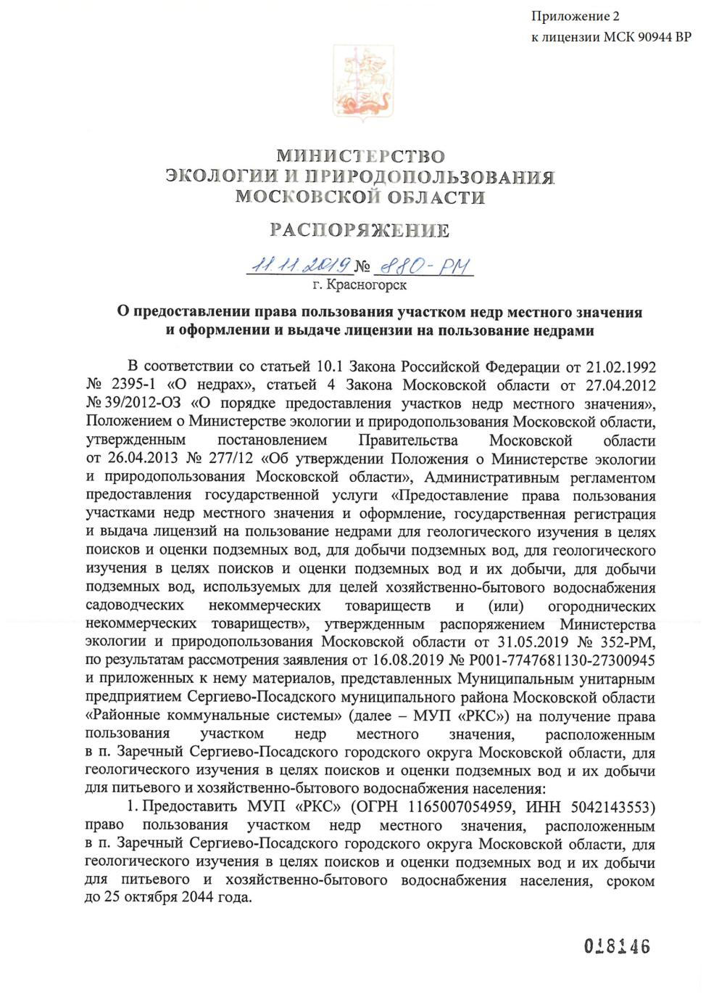 Приложение 2
к лицензии МСК 90944 ВР
МИНИСТЕРСТВО
ЭКОЛОГИИ И ПРИРОДОПОЛЬЗОВАНИЯ
МОСКОВСКОЙ ОБЛАСТИ
РАСПОРЯЖЕНИЕ
11.11.2019 № 880-РМ
г. Красногорск
О предоставлении права пользования участком недр местного значения
и оформлении и выдаче лицензии на пользование недрами
В соответствии со статьей 10.1 Закона Российской Федерации от 21.02.1992
№ 2395-1 «О недрах», статьей 4 Закона Московской области от 27.04.2012
№ 39/2012-ОЗ «О порядке предоставления участков недр местного значения»,
Положением о Министерстве экологии и природопользования Московской области,
утвержденным постановлением Правительства Московской области
от 26.04.2013 № 277/12 «Об утверждении Положения о Министерстве экологии
и природопользования Московской области», Административным регламентом
предоставления государственной услуги «Предоставление права пользования
участками недр местного значения и оформление, государственная регистрация
и выдача лицензий на пользование недрами для геологического изучения в целях
поисков и оценки подземных вод, для добычи подземных вод, для геологического
изучения в целях поисков и оценки подземных вод и их добычи, для добычи
подземных вод, используемых для целей хозяйственно-бытового водоснабжения
садоводческих некоммерческих товариществ и (или) огороднических
некоммерческих товариществ», утвержденным распоряжением Министерства
экологии и природопользования Московской области от 31.05.2019 № 352-РМ,
по результатам рассмотрения заявления от 16.08.2019 № Р001-7747681130-27300945
и приложенных к нему материалов, представленных Муниципальным унитарным
предприятием Сергиево-Посадского муниципального района Московской области
«Районные коммунальные системы» (далее – МУП «РКС») на получение права
пользования участком недр местного значения, расположенным
в п. Заречный Сергиево-Посадского городского округа Московской области, для
геологического изучения в целях поисков и оценки подземных вод и их добычи
для питьевого и хозяйственно-бытового водоснабжения населения:
1. Предоставить МУП «РКС» (ОГРН 1165007054959, ИНН 5042143553)
право пользования участком недр местного значения, расположенным
в п. Заречный Сергиево-Посадского городского округа Московской области, для
геологического изучения в целях поисков и оценки подземных вод и их добычи
для питьевого и хозяйственно-бытового водоснабжения населения, сроком
до 25 октября 2044 года.
018146